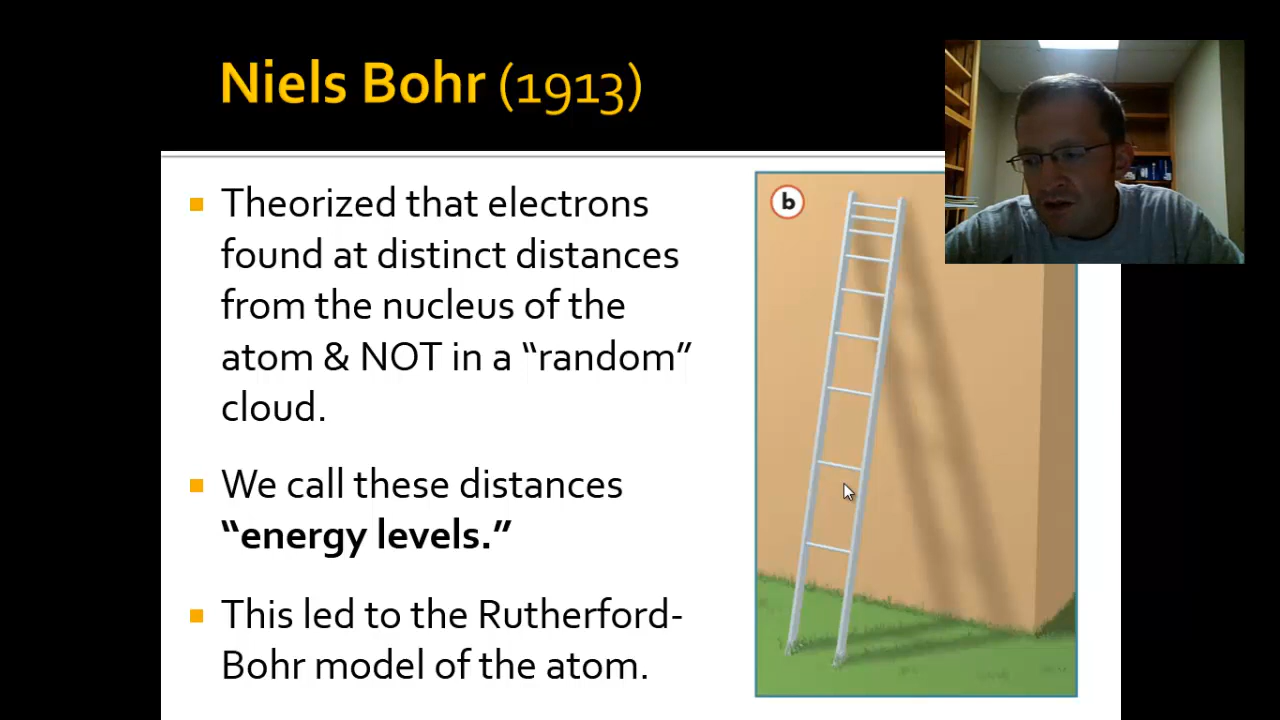 Niels Bohr (1913)
Theorized that electrons
found at distinct distances
from the nucleus of the
atom & NOT in a “random”
cloud.
We call these distances
“energy levels.”
This led to the Rutherford-
Bohr model of the atom.
b